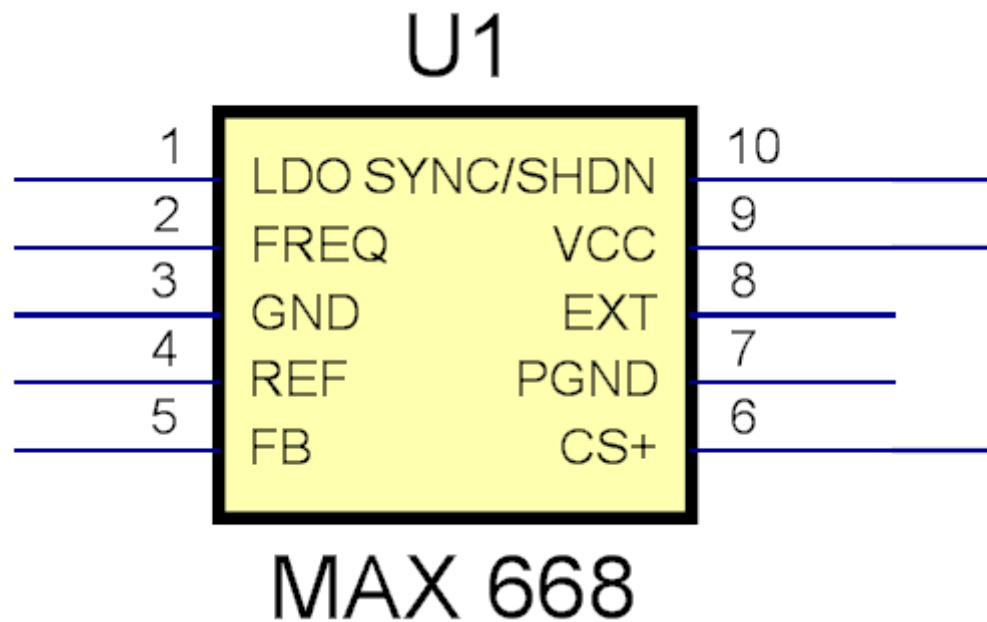 U1
1 LDO SYNC/SHDN 10
2 FREQ VCC 9
3 GND EXT 8
4 REF PGND 7
5 FB CS+ 6
MAX 668